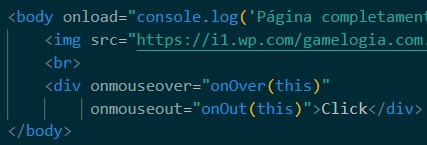 <body onload="console.log('Página completament
<img src="https://i1.wp.com/gamelogia.com.
<br>
<div onmouseover="onOver(this)"
onmouseout="onOut(this)">Click</div>
</body>